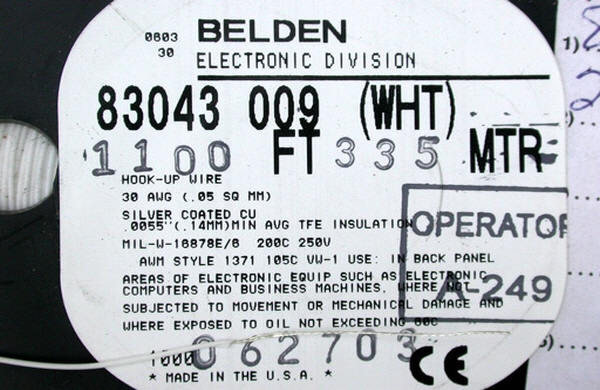 0603
BELDEN
30
ELECTRONIC DIVISION
83043 009 (WHT)
1100 FT 335 MTR
HOOK-UP WIRE
30 AWG (.05 SQ MM)
SILVER COATED CU
.0055"(.14MM)MIN AVG TFE INSULATION
MIL-W-16878E/6 200C 250V
AWM STYLE 1371 105C VW-1 USE: IN BACK PANEL
AREAS OF ELECTRONIC EQUIP SUCH AS ELECTRONIC
COMPUTERS AND BUSINESS MACHINES, WHERE NOT
SUBJECTED TO MOVEMENT OR MECHANICAL DAMAGE AND
WHERE EXPOSED TO OIL NOT EXCEEDING 60C
OPERATOR
A-249
1000
062703
CE
* MADE IN THE U.S.A. *
1)